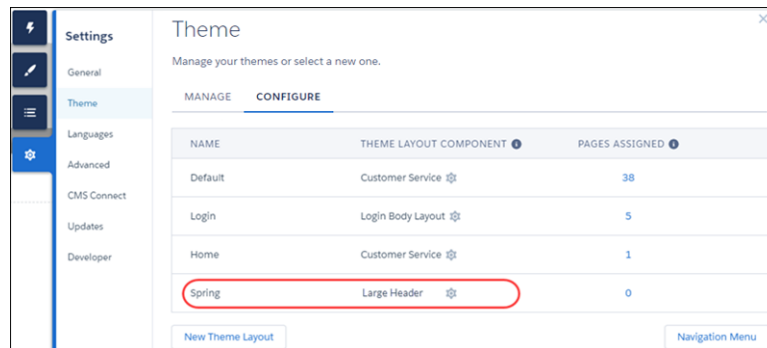 Theme
Settings
Manage your themes or select a new one.
General
Theme
Languages
Advanced
CMS Connect
Updates
Developer
MANAGE CONFIGURE
NAME THEME LAYOUT COMPONENT PAGES ASSIGNED
Default Customer Service 38
Login Login Body Layout 5
Home Customer Service 1
Spring Large Header 0
New Theme Layout Navigation Menu